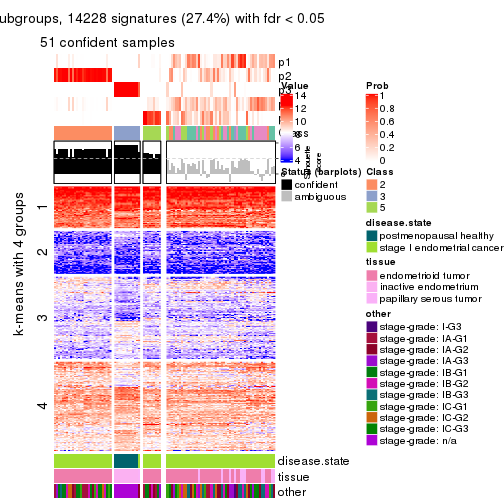 ubgroups, 14228 signatures (27.4%) with fdr < 0.05
51 confident samples
p1
p2
p3
Value
14
12
10
8
6
4
Status (barplots)
confident
ambiguous
Silhouette
score
k-means with 4 groups
1
2
3
4
disease.state
tissue
other
Prob
1
0.8
0.6
0.4
0.2
0
Class
2
3
5
disease.state
postmenopausal healthy
stage I endometrial cancer
tissue
endometrioid tumor
inactive endometrium
papillary serous tumor
other
stage-grade: I-G3
stage-grade: IA-G1
stage-grade: IA-G2
stage-grade: IA-G3
stage-grade: IB-G1
stage-grade: IB-G2
stage-grade: IB-G3
stage-grade: IC-G1
stage-grade: IC-G2
stage-grade: IC-G3
stage-grade: n/a